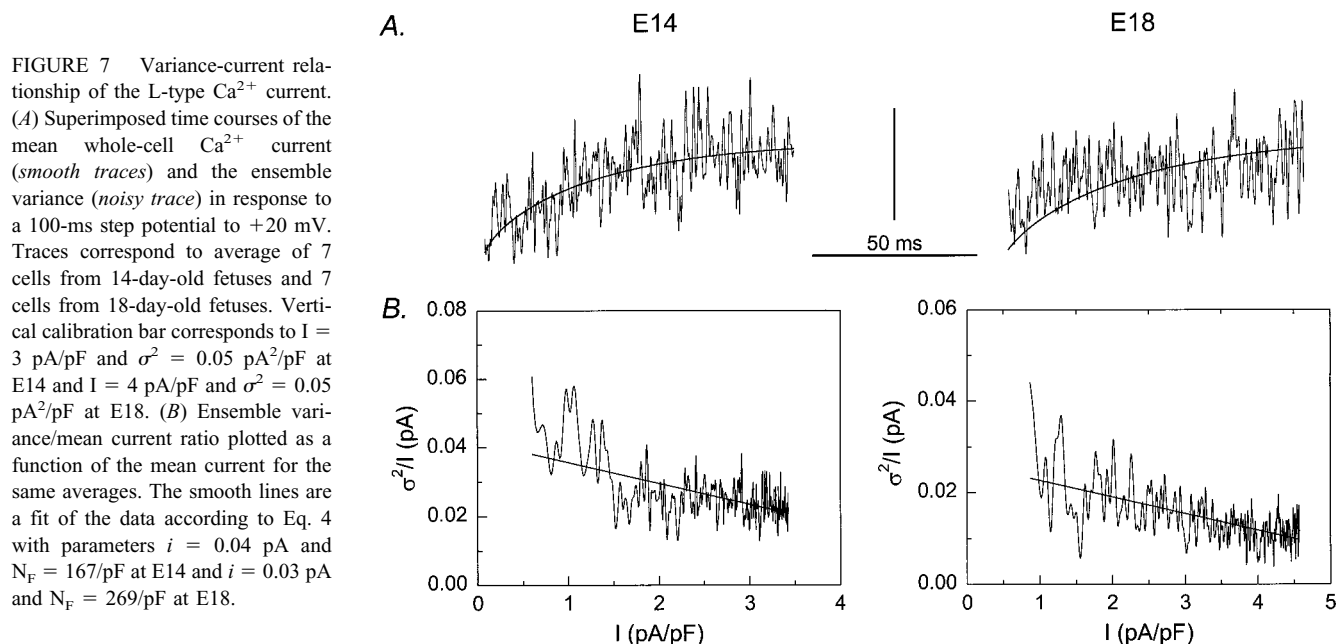 FIGURE 7 Variance-current rela-
tionship of the L-type Ca²⁺ current.
(A) Superimposed time courses of the
mean whole-cell Ca²⁺ current
(smooth traces) and the ensemble
variance (noisy trace) in response to
a 100-ms step potential to +20 mV.
Traces correspond to average of 7
cells from 14-day-old fetuses and 7
cells from 18-day-old fetuses. Verti-
cal calibration bar corresponds to I =
3 pA/pF and σ² = 0.05 pA²/pF at
E14 and I = 4 pA/pF and σ² = 0.05
pA²/pF at E18. (B) Ensemble vari-
ance/mean current ratio plotted as a
function of the mean current for the
same averages. The smooth lines are
a fit of the data according to Eq. 4
with parameters i = 0.04 pA and
N_F = 167/pF at E14 and i = 0.03 pA
and N_F = 269/pF at E18.
A.
E14
E18
50 ms
B.
0.08
0.06
0.04
0.02
0.00
σ²/I (pA)
0 1 2 3 4
I (pA/pF)
0.06
0.04
0.02
0.00
σ²/I (pA)
0 1 2 3 4 5
I (pA/pF)